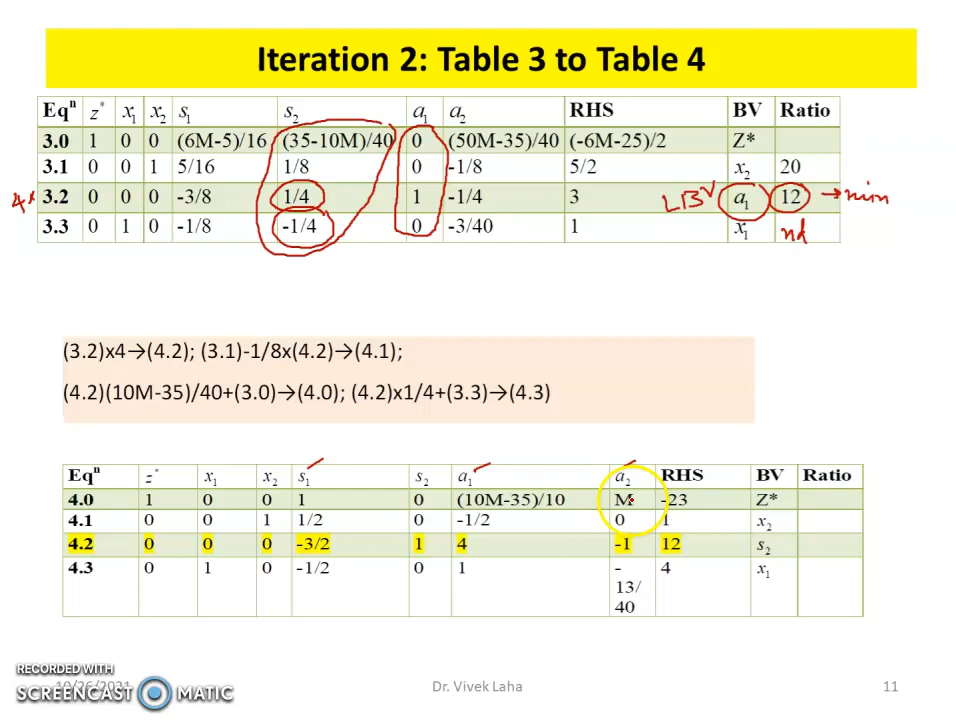 Iteration 2: Table 3 to Table 4
Eqⁿ z* x₁ x₂ s₁ s₂ a₁ a₂ RHS BV Ratio
3.0 1 0 0 (6M-5)/16 (35-10M)/40 0 (50M-35)/40 (-6M-25)/2 Z*
3.1 0 0 1 5/16 1/8 0 -1/8 5/2 x₂ 20
4x 3.2 0 0 0 -3/8 1/4 1 -1/4 3 LBV a₁ 12 →min
3.3 0 1 0 -1/8 -1/4 0 -3/40 1 x₁ nd
(3.2)x4→(4.2); (3.1)-1/8x(4.2)→(4.1);
(4.2)(10M-35)/40+(3.0)→(4.0); (4.2)x1/4+(3.3)→(4.3)
Eqⁿ z* x₁ x₂ s₁ s₂ a₁ a₂ RHS BV Ratio
4.0 1 0 0 1 0 (10M-35)/10 M -23 Z*
4.1 0 0 1 1/2 0 -1/2 0 1 x₂
4.2 0 0 0 -3/2 1 4 -1 12 s₂
4.3 0 1 0 -1/2 0 1 - 4 x₁
13/
40
RECORDED WITH
SCREENCAST MATIC
Dr. Vivek Laha
11